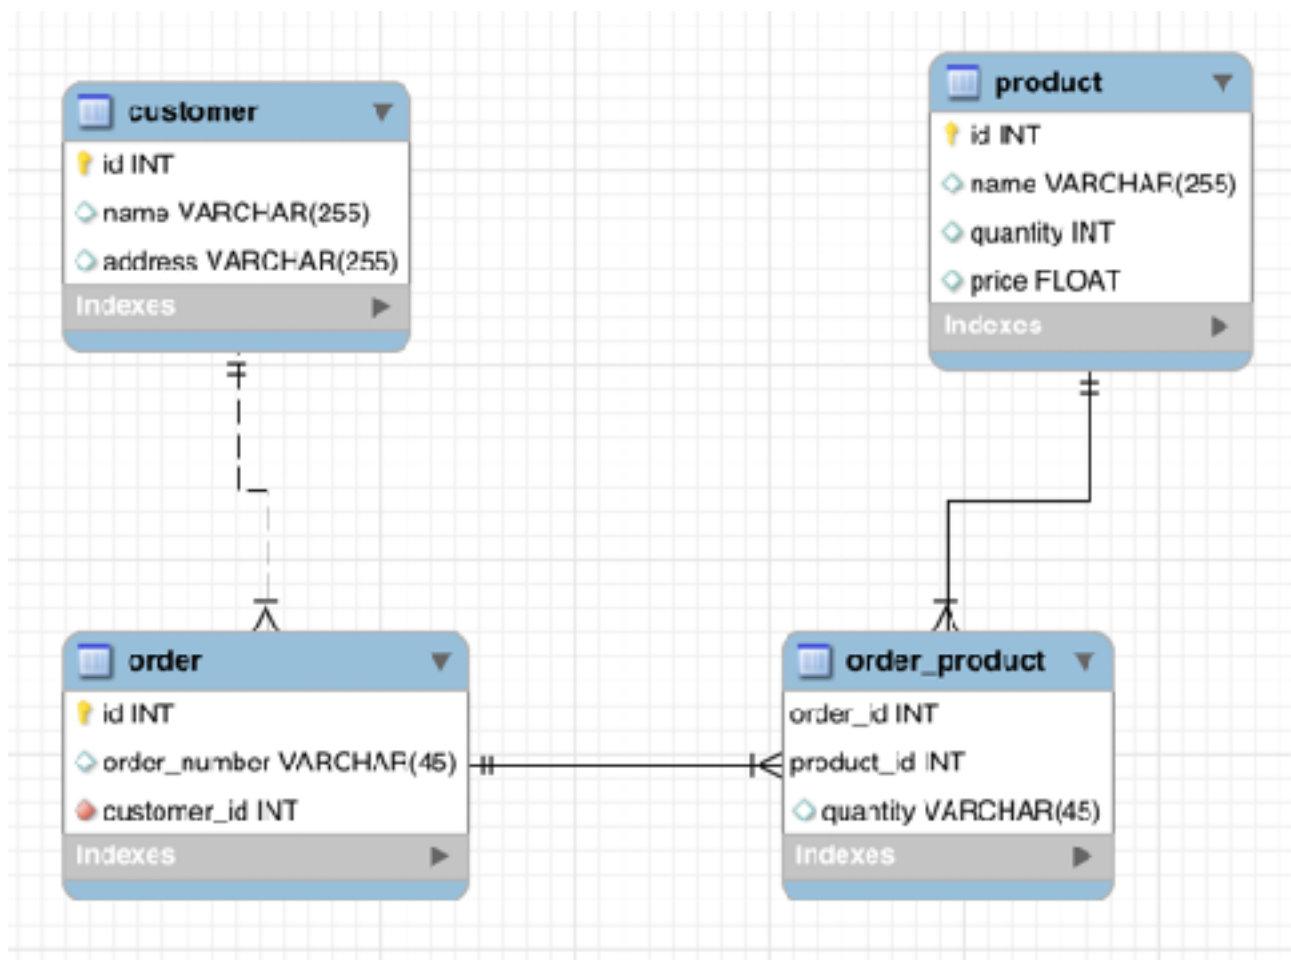 customer
id INT
name VARCHAR(255)
address VARCHAR(255)
Indexes
product
id INT
name VARCHAR(255)
quantity INT
price FLOAT
Indexes
order
id INT
order_number VARCHAR(45)
customer_id INT
Indexes
order_product
order_id INT
product_id INT
quantity VARCHAR(45)
Indexes